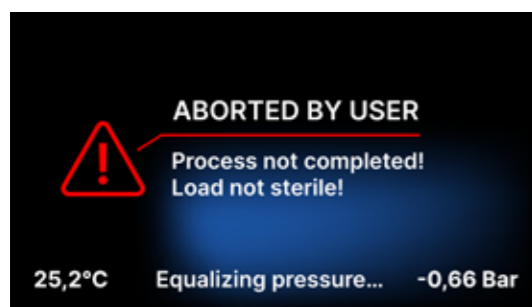 ABORTED BY USER
Process not completed!
Load not sterile!
25,2°C Equalizing pressure... -0,66 Bar